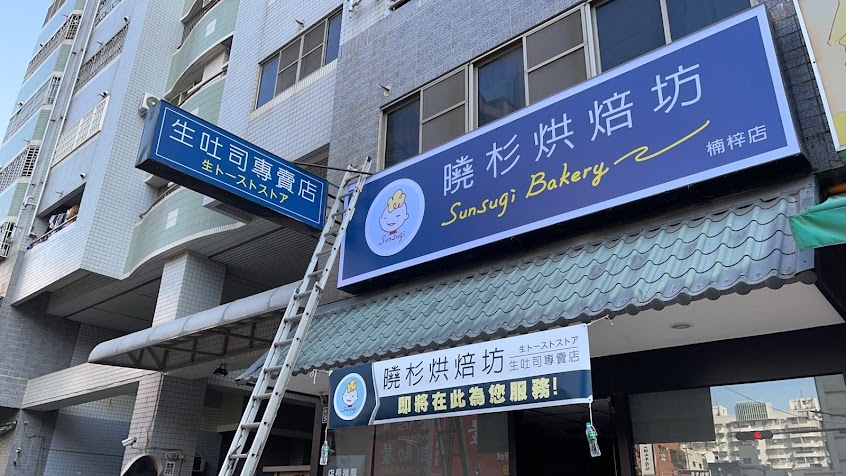 生吐司專賣店
生トーストストア
曉杉烘焙坊
Sunsugi Bakery
楠梓店
Sunsugi
曉杉烘焙坊
生トーストストア
生吐司專賣店
即將在此為您服務!